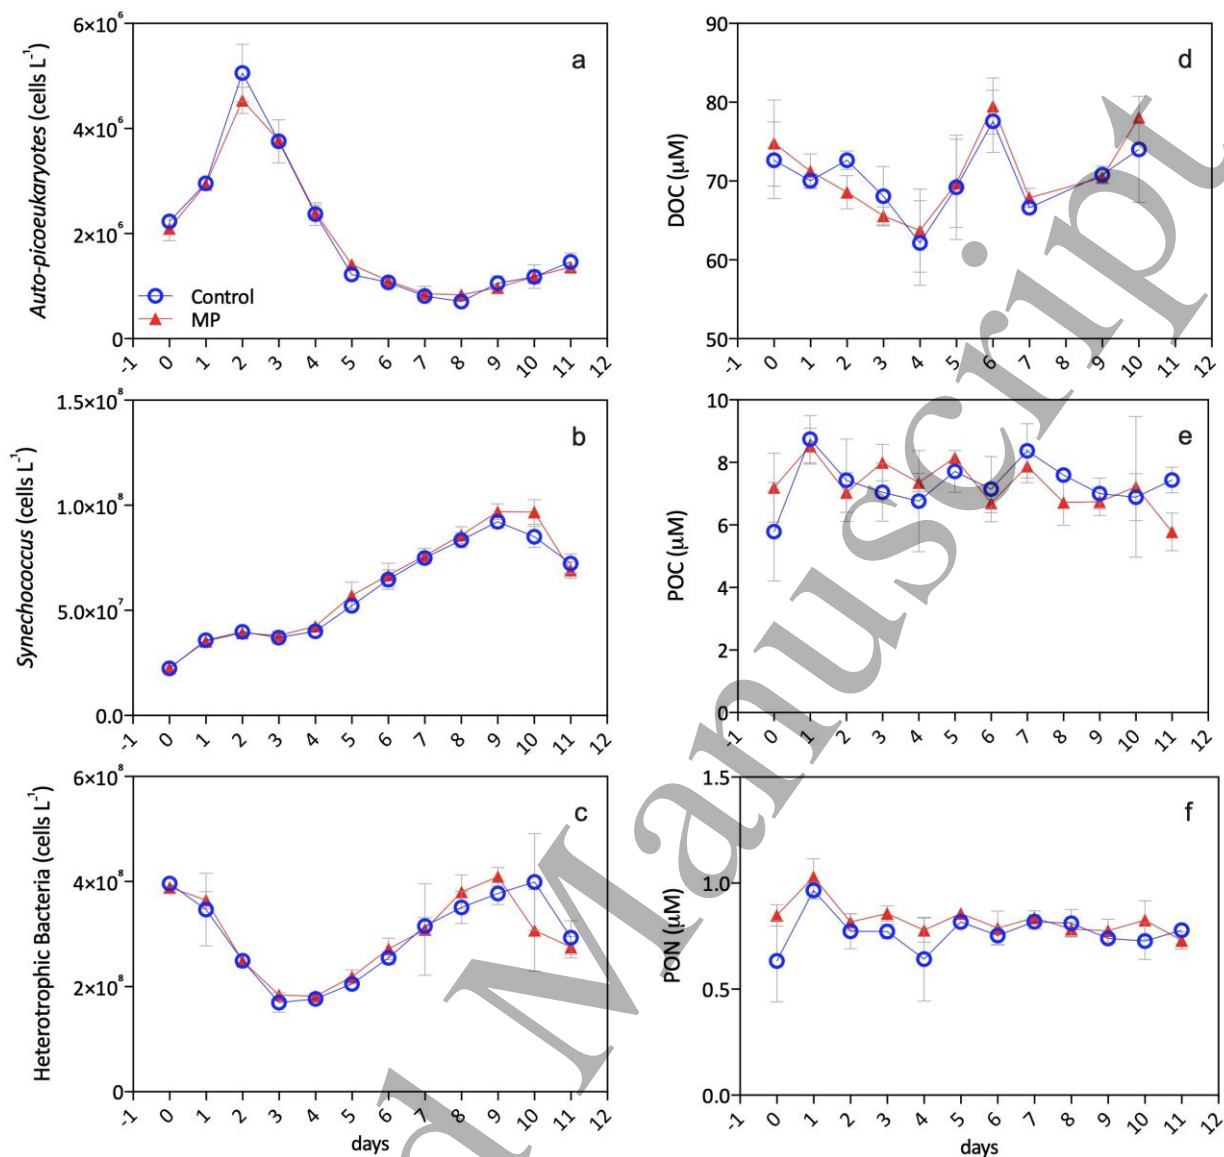 a
Auto-picoeukaryotes (cells L⁻¹)
6×10⁶
4×10⁶
2×10⁶
0
Control
MP
-1 0 1 2 3 4 5 6 7 8 9 10 11 12
d
DOC (μM)
90
80
70
60
50
-1 0 1 2 3 4 5 6 7 8 9 10 11 12
b
Synechococcus (cells L⁻¹)
1.5×10⁸
1.0×10⁸
5.0×10⁷
0.0
-1 0 1 2 3 4 5 6 7 8 9 10 11 12
e
POC (μM)
10
8
6
4
2
0
-1 0 1 2 3 4 5 6 7 8 9 10 11 12
c
Heterotrophic Bacteria (cells L⁻¹)
6×10⁸
4×10⁸
2×10⁸
0
-1 0 1 2 3 4 5 6 7 8 9 10 11 12
days
f
PON (μM)
1.5
1.0
0.5
0.0
-1 0 1 2 3 4 5 6 7 8 9 10 11 12
days
d Manuscript